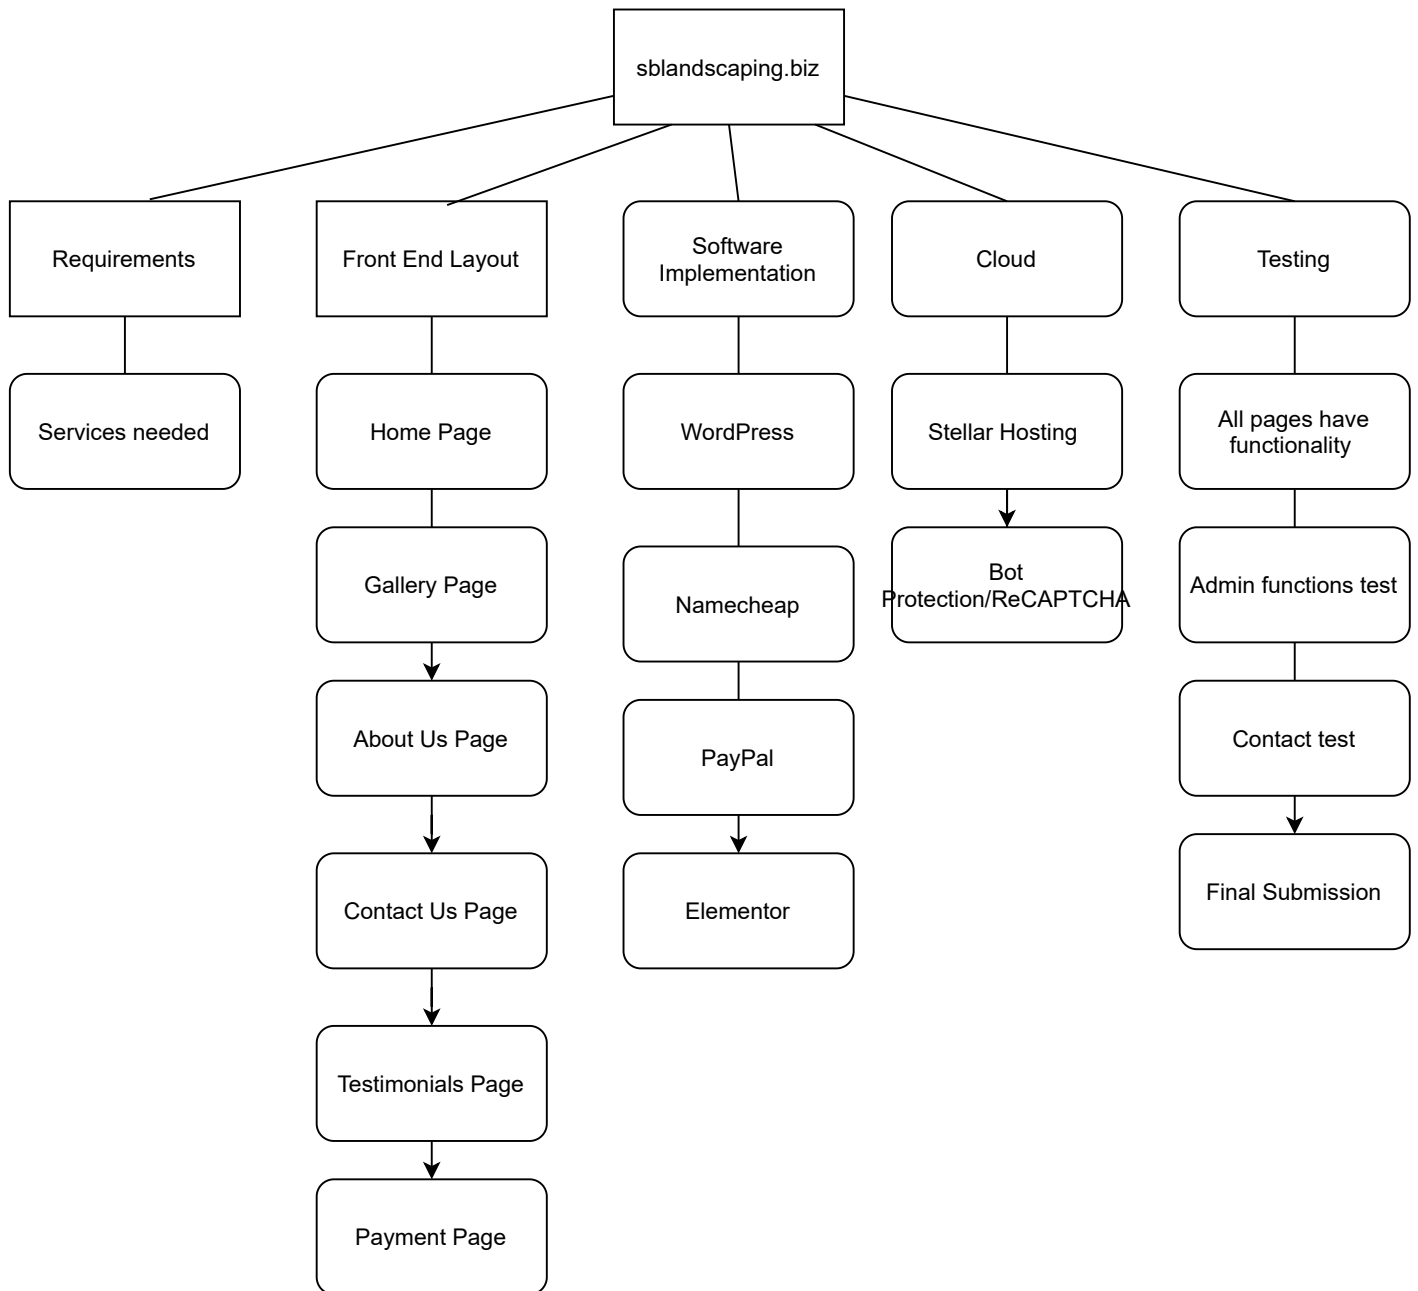 sblandscaping.biz
Requirements
Front End Layout
Software
Implementation
Cloud
Testing
Services needed
Home Page
WordPress
Stellar Hosting
All pages have
functionality
Gallery Page
Namecheap
Bot
Protection/ReCAPTCHA
Admin functions test
About Us Page
PayPal
Contact test
Contact Us Page
Elementor
Final Submission
Testimonials Page
Payment Page